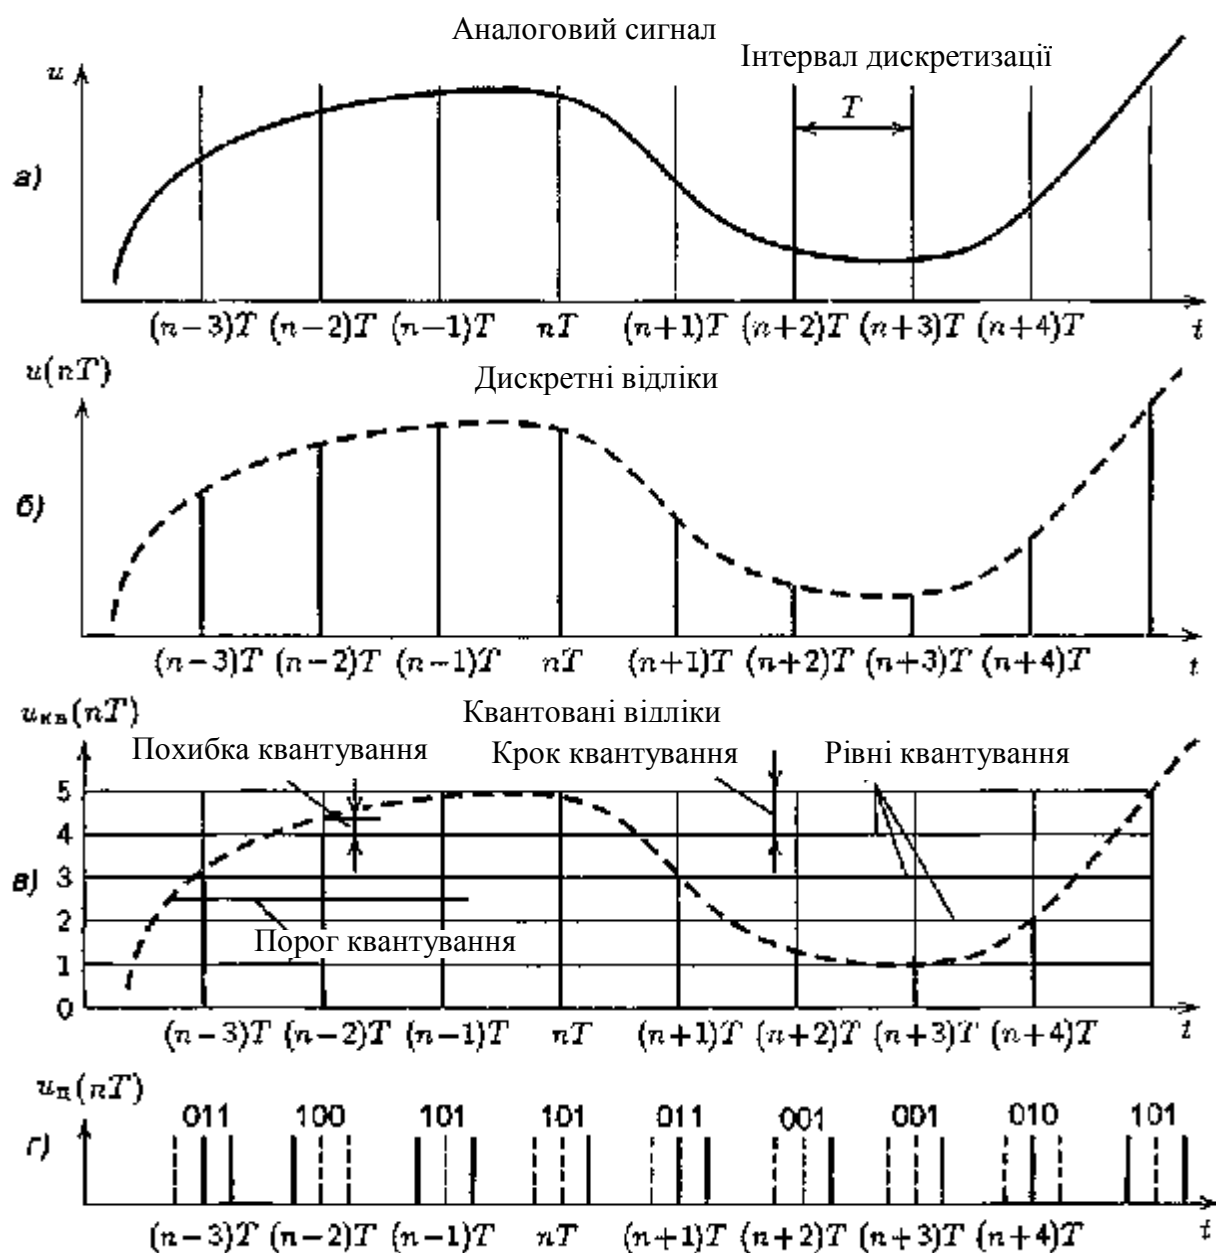 Аналоговий сигнал
Інтервал дискретизації
u
T
а)
(n−3)T (n−2)T (n−1)T nT (n+1)T (n+2)T (n+3)T (n+4)T t
u(nT)
Дискретні відліки
б)
(n−3)T (n−2)T (n−1)T nT (n+1)T (n+2)T (n+3)T (n+4)T t
uкв(nT)
Квантовані відліки
Похибка квантування
Крок квантування
Рівні квантування
5
4
в)
3
2
Порог квантування
1
0
(n−3)T (n−2)T (n−1)T nT (n+1)T (n+2)T (n+3)T (n+4)T t
uц(nT)
011 100 101 101 011 001 001 010 101
г)
(n−3)T (n−2)T (n−1)T nT (n+1)T (n+2)T (n+3)T (n+4)T t